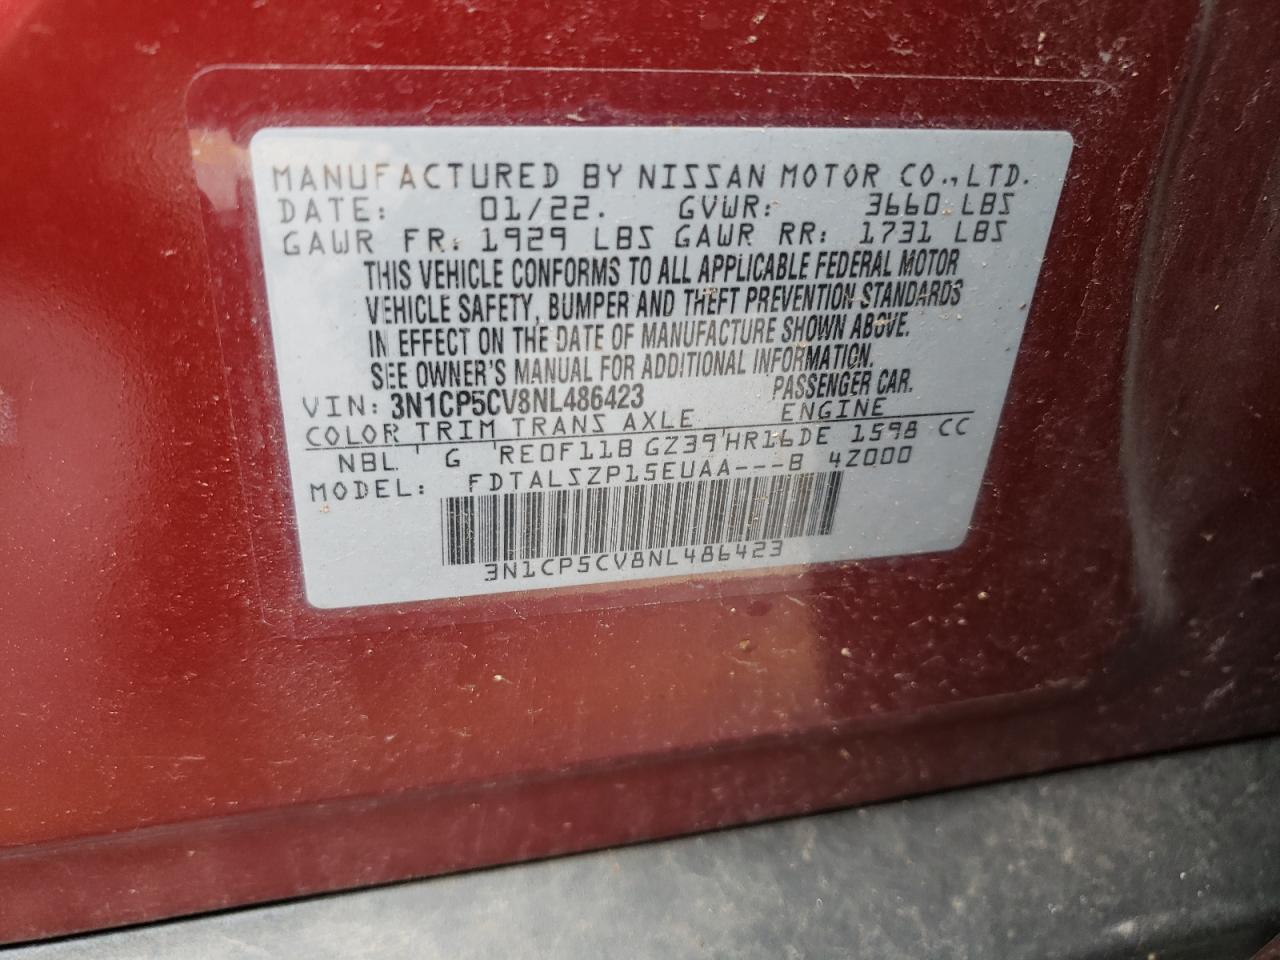 MANUFACTURED BY NISSAN MOTOR CO.,LTD.
DATE: 01/22. GVWR: 3660 LBS
GAWR FR: 1929 LBS GAWR RR: 1731 LBS
THIS VEHICLE CONFORMS TO ALL APPLICABLE FEDERAL MOTOR
VEHICLE SAFETY, BUMPER AND THEFT PREVENTION STANDARDS
IN EFFECT ON THE DATE OF MANUFACTURE SHOWN ABOVE.
SEE OWNER'S MANUAL FOR ADDITIONAL INFORMATION.
VIN: 3N1CP5CV8NL486423 PASSENGER CAR.
COLOR TRIM TRANS AXLE ENGINE
NBL G RE0F11B GZ39 HR16DE 1598 CC
MODEL: FDTALSZP15EUAA---B 4Z000
3N1CP5CV8NL486423